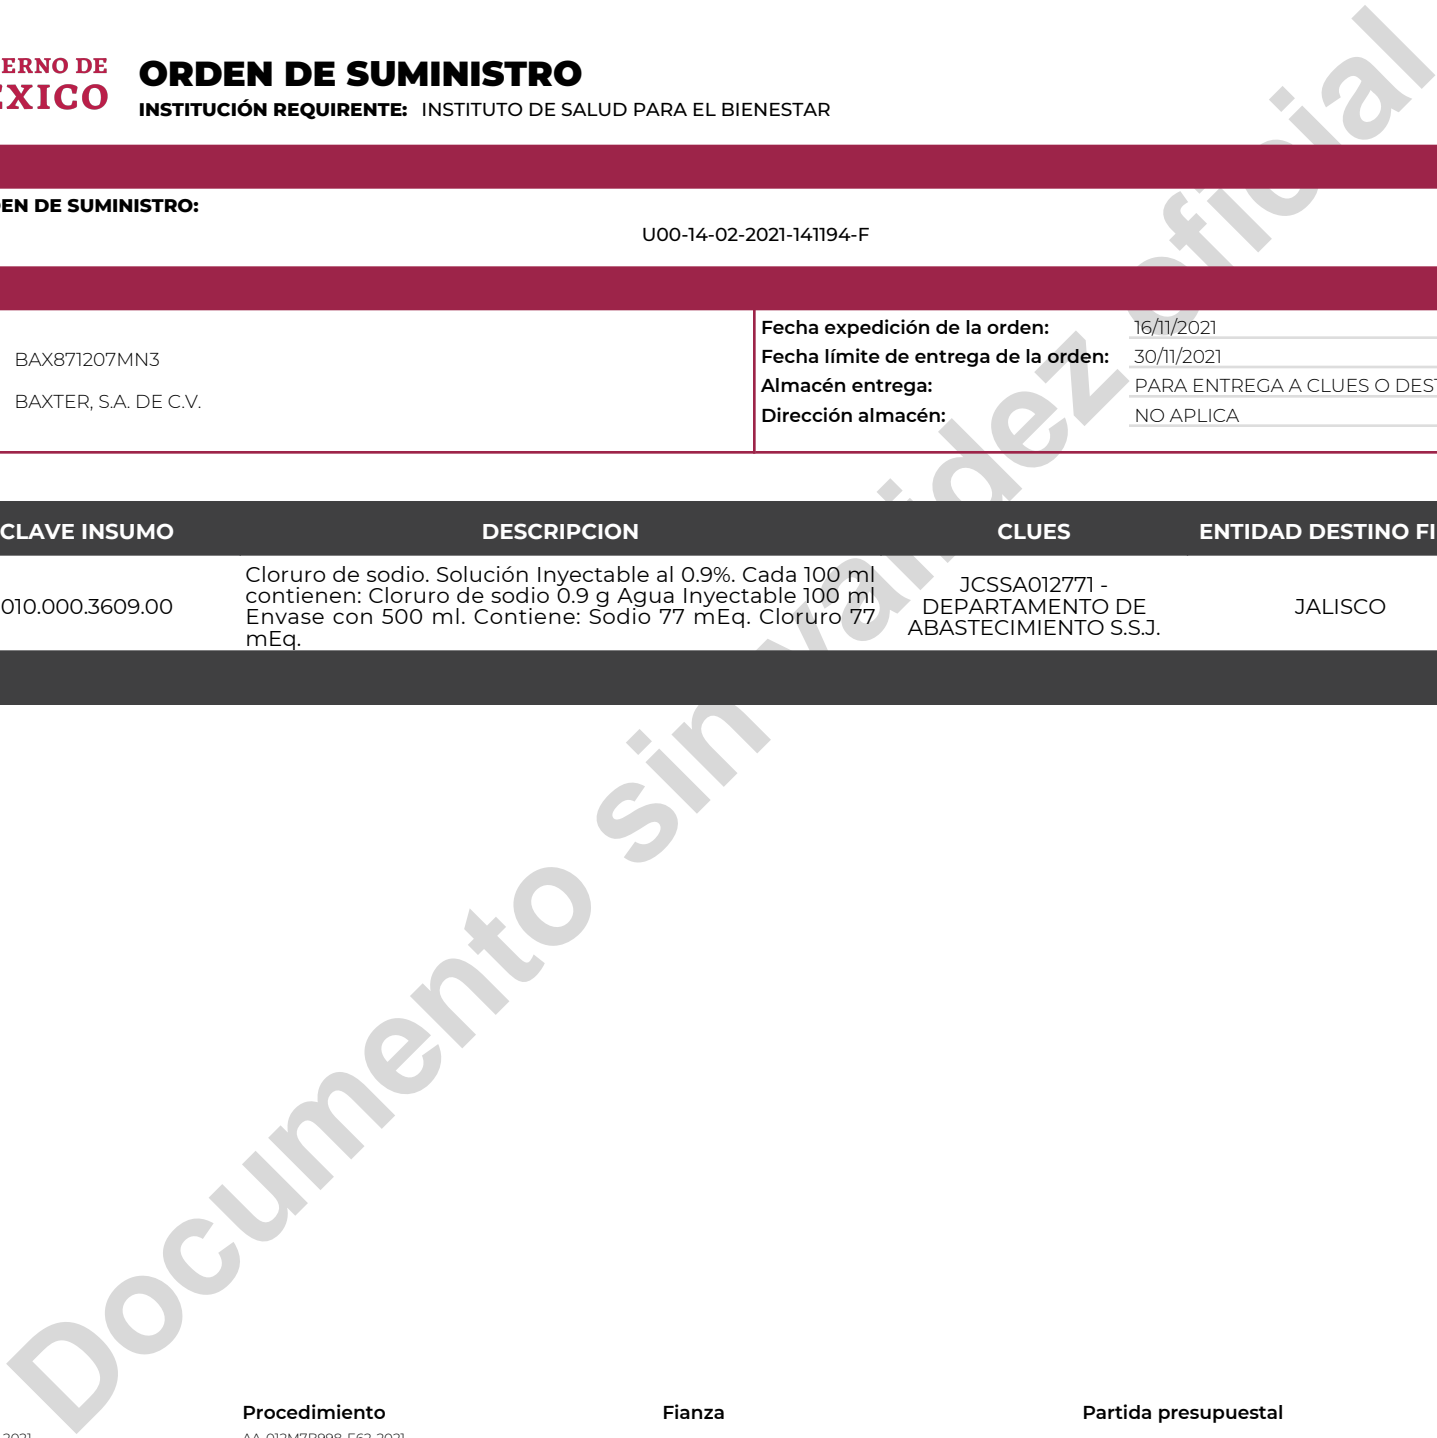 ERNO DE
EXICO
ORDEN DE SUMINISTRO
INSTITUCIÓN REQUIRENTE: INSTITUTO DE SALUD PARA EL BIENESTAR
EN DE SUMINISTRO:
U00-14-02-2021-141194-F
BAX871207MN3
BAXTER, S.A. DE C.V.
Fecha expedición de la orden: 16/11/2021
Fecha límite de entrega de la orden: 30/11/2021
Almacén entrega: PARA ENTREGA A CLUES O DEST
Dirección almacén: NO APLICA
CLAVE INSUMO DESCRIPCION CLUES ENTIDAD DESTINO FI
010.000.3609.00
Cloruro de sodio. Solución Inyectable al 0.9%. Cada 100 ml
contienen: Cloruro de sodio 0.9 g Agua Inyectable 100 ml
Envase con 500 ml. Contiene: Sodio 77 mEq. Cloruro 77
mEq.
JCSSA012771 -
DEPARTAMENTO DE
ABASTECIMIENTO S.S.J.
JALISCO
Documento sin validez oficial
Procedimiento Fianza Partida presupuestal